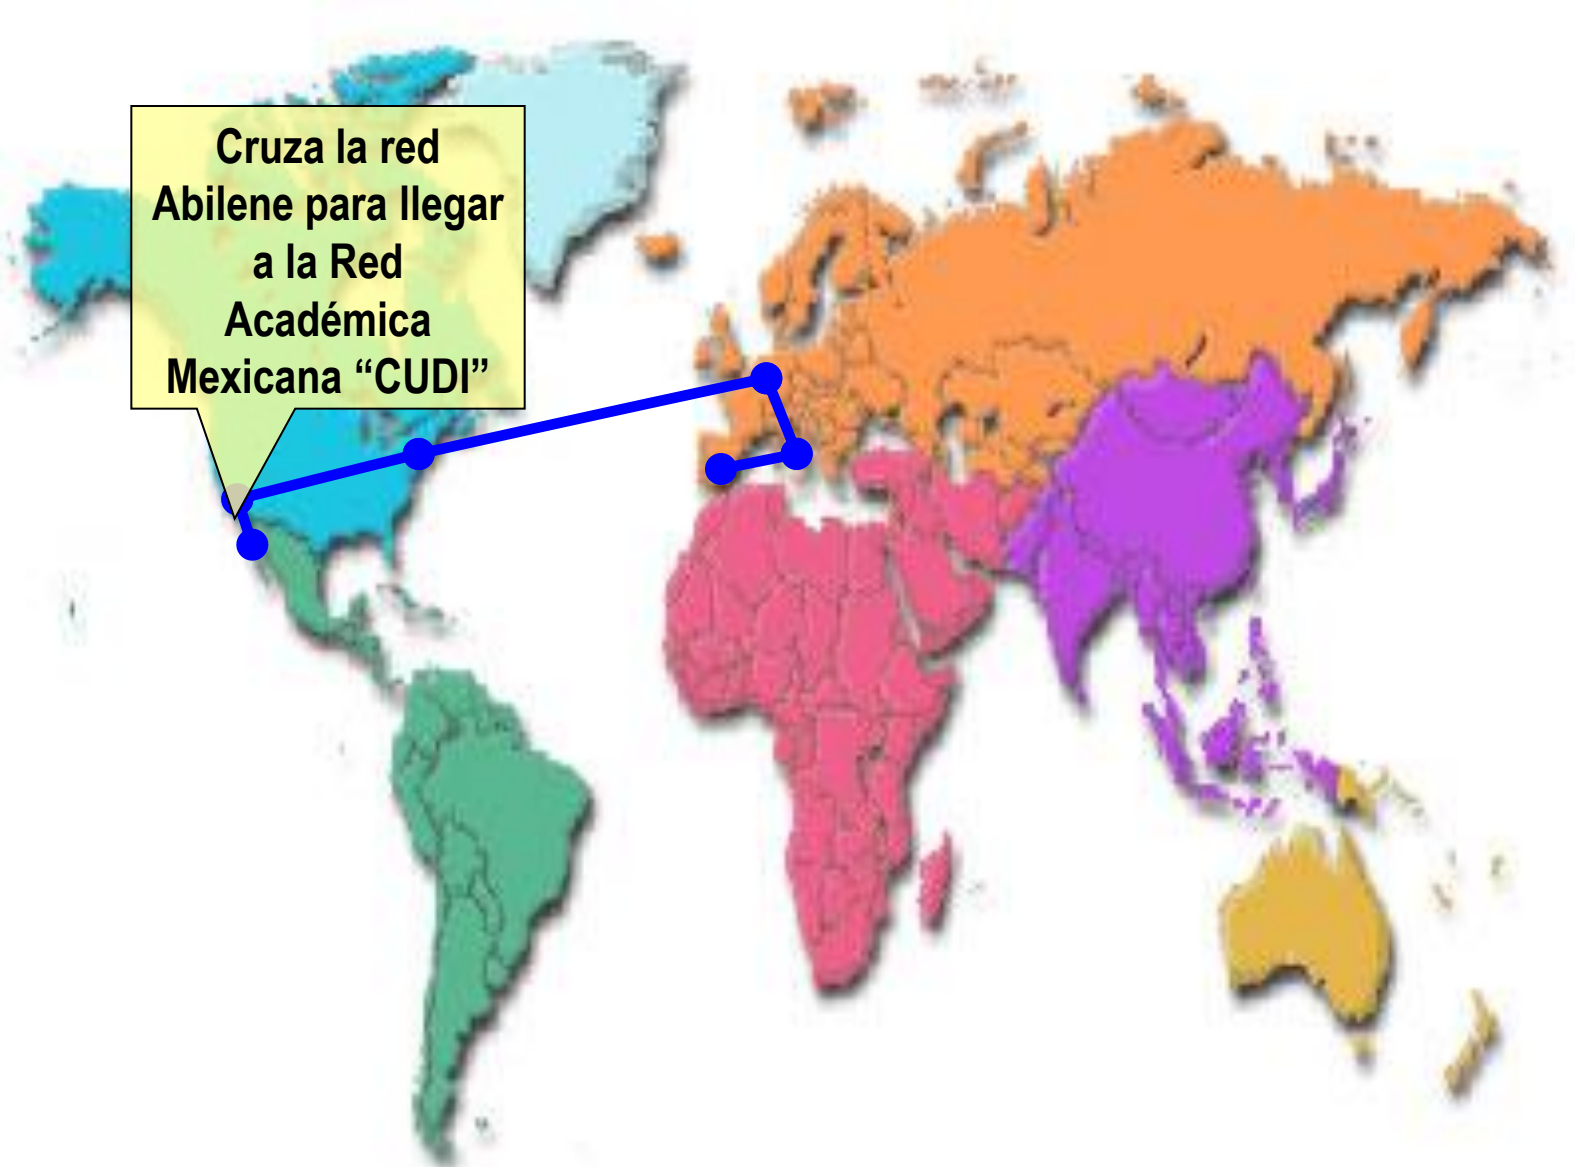 Cruza la red
Abilene para llegar
a la Red
Académica
Mexicana “CUDI”